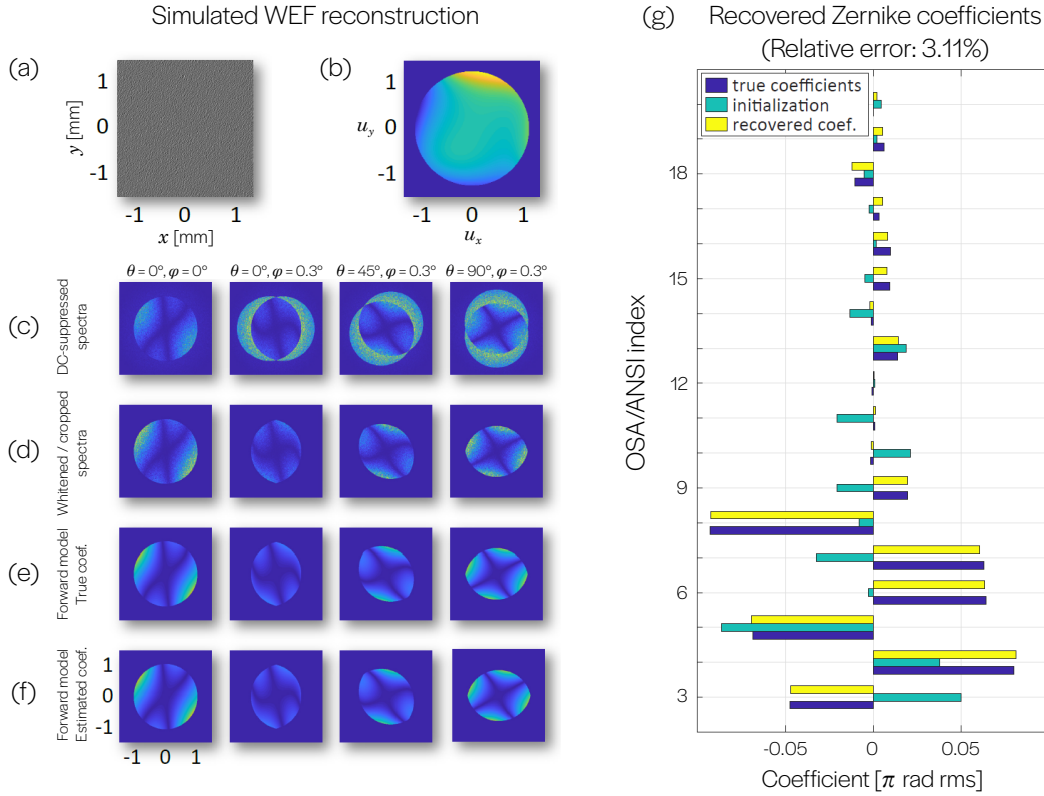 Simulated WEF reconstruction
(a)
1
0
-1
y [mm]
-1 0 1
x [mm]
(b)
1
0
-1
u_y
-1 0 1
u_x
θ = 0°, φ = 0°
θ = 0°, φ = 0.3°
θ = 45°, φ = 0.3°
θ = 90°, φ = 0.3°
(c)
DC-suppressed
spectra
(d)
Whitened / cropped
spectra
(e)
Forward model
True coef.
(f)
Forward model
Estimated coef.
1
0
-1
-1 0 1
(g)
Recovered Zernike coefficients
(Relative error: 3.11%)
true coefficients
initialization
recovered coef.
OSA/ANSI index
18
15
12
9
6
3
-0.05 0 0.05
Coefficient [π rad rms]